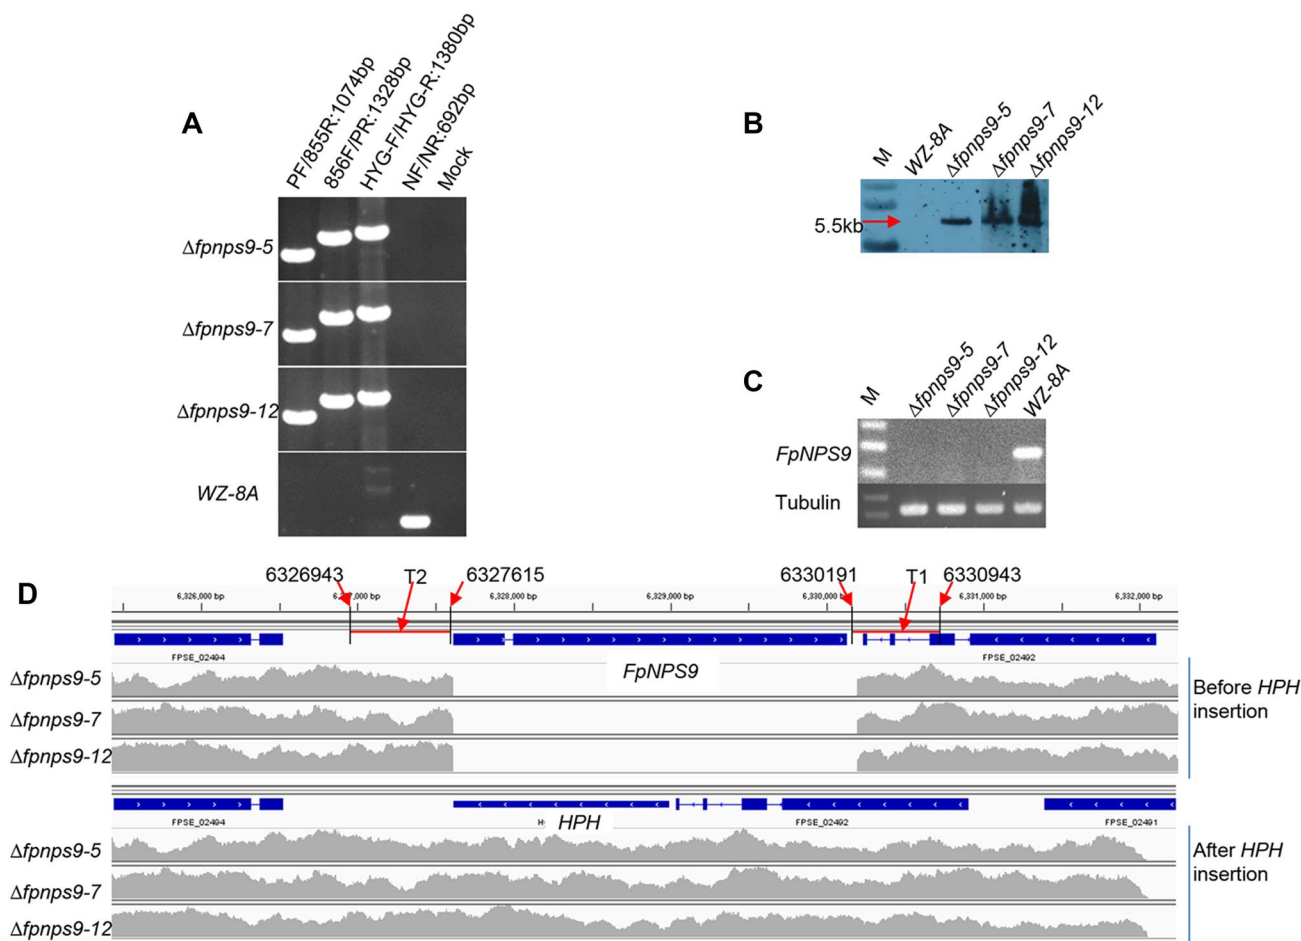 A
PF/855R:1074bp
856F/PR:1328bp
HYG-F/HYG-R:1380bp
NF/NR:692bp
Mock
Δfpnps9-5
Δfpnps9-7
Δfpnps9-12
WZ-8A
B
M
WZ-8A
Δfpnps9-5
Δfpnps9-7
Δfpnps9-12
5.5kb
C
M
Δfpnps9-5
Δfpnps9-7
Δfpnps9-12
WZ-8A
FpNPS9
Tubulin
D
6326943 T2 6327615 6330191 T1 6330943
6,326,000 bp 6,328,000 bp 6,329,000 bp 6,330,000 bp 6,331,000 bp 6,332,000 bp
FPSE_02494 FpNPS9 FPSE_02492
Δfpnps9-5
Δfpnps9-7
Δfpnps9-12
Before HPH
insertion
FPSE_02494 HPH FPSE_02492 FPSE_02491
Δfpnps9-5
Δfpnps9-7
Δfpnps9-12
After HPH
insertion